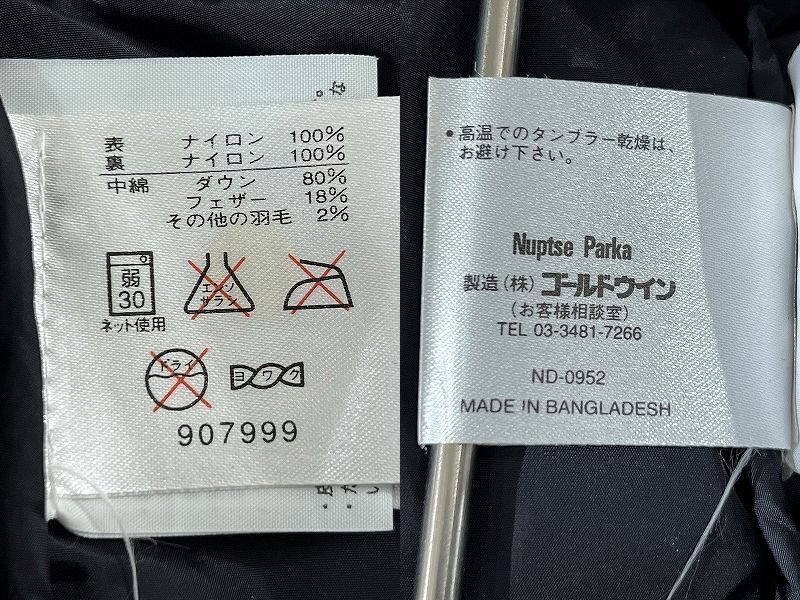 表 ナイロン 100%
裏 ナイロン 100%
中綿 ダウン 80%
フェザー 18%
その他の羽毛 2%
弱
30
ネット使用
エンソ
サラシ
ドライ
ヨワク
907999
な
し
●高温でのタンブラー乾燥は、
お避け下さい。
Nuptse Parka
製造(株)ゴールドウイン
(お客様相談室)
TEL 03-3481-7266
ND-0952
MADE IN BANGLADESH